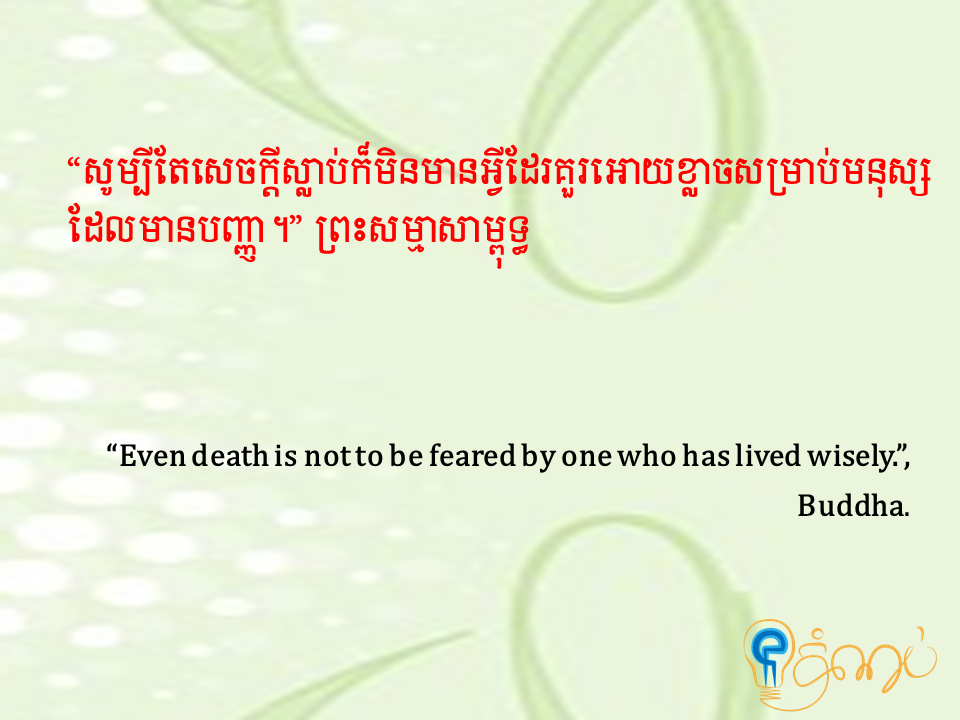 “សូម្បីតែសេចក្ដីស្លាប់ក៏មិនមានអ្វីដែរគួរអោយខ្លាចសម្រាប់មនុស្ស
ដែលមានបញ្ញា ។” ព្រះសម្មាសាម្ពុទ្ធ
“Even death is not to be feared by one who has lived wisely.”,
Buddha.